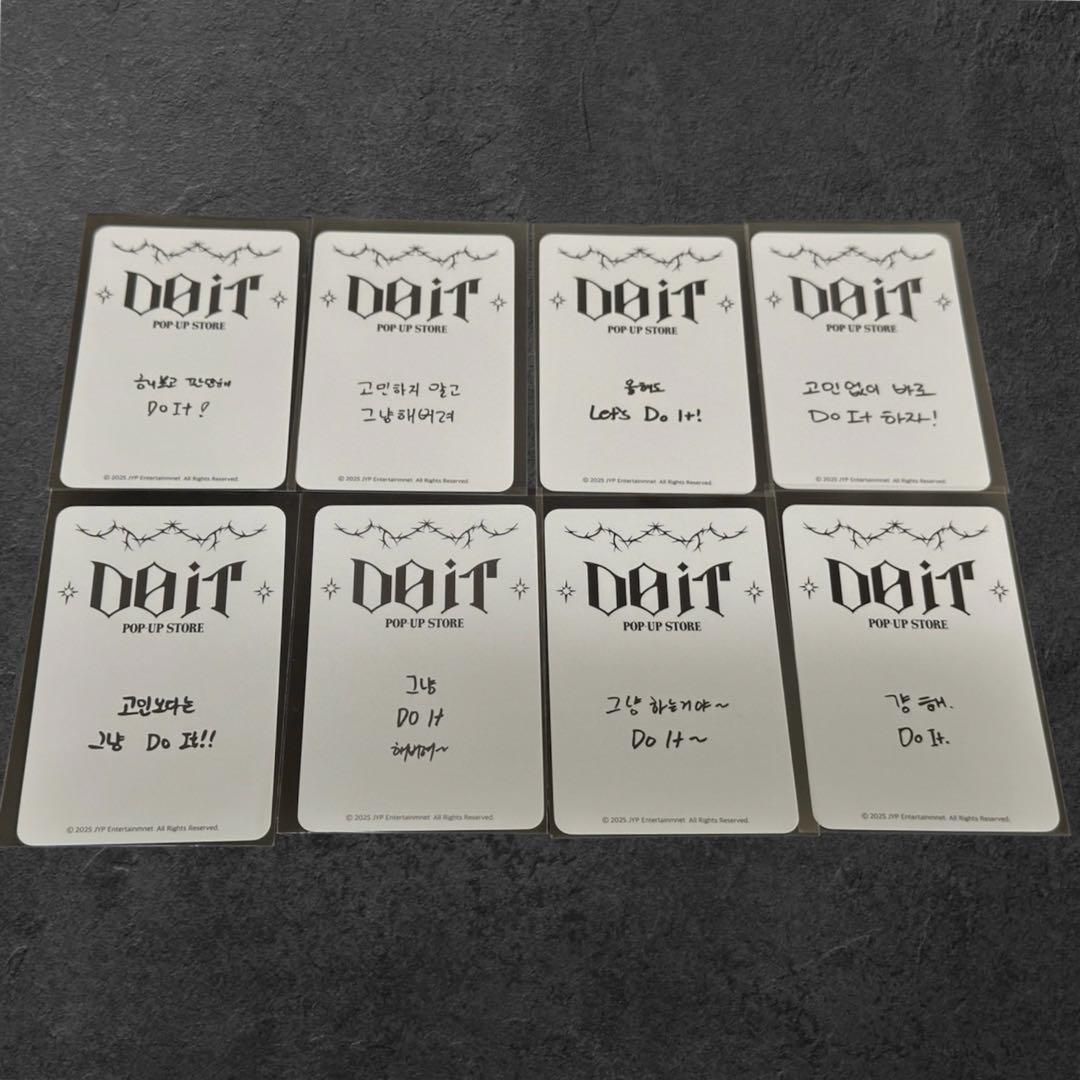 DO iT
POP-UP STORE
해보고 판단해
Do It!
© 2025 JYP Entertainmnet All Rights Reserved.
DO iT
POP-UP STORE
고민하지 말고
그냥해버려
© 2025 JYP Entertainmnet All Rights Reserved.
DO iT
POP-UP STORE
올해도
Let's Do It!
© 2025 JYP Entertainmnet All Rights Reserved.
DO iT
POP-UP STORE
고민없이 바로
Do It 하자!
© 2025 JYP Entertainmnet All Rights Reserved.
DO iT
POP-UP STORE
고민보다는
그냥 Do It!!
© 2025 JYP Entertainmnet All Rights Reserved.
DO iT
POP-UP STORE
그냥
DO It
해버려~
© 2025 JYP Entertainmnet All Rights Reserved.
DO iT
POP-UP STORE
그냥 하는거야~
Do It~
© 2025 JYP Entertainmnet All Rights Reserved.
DO iT
POP-UP STORE
걍 해.
Do It.
© 2025 JYP Entertainmnet All Rights Reserved.